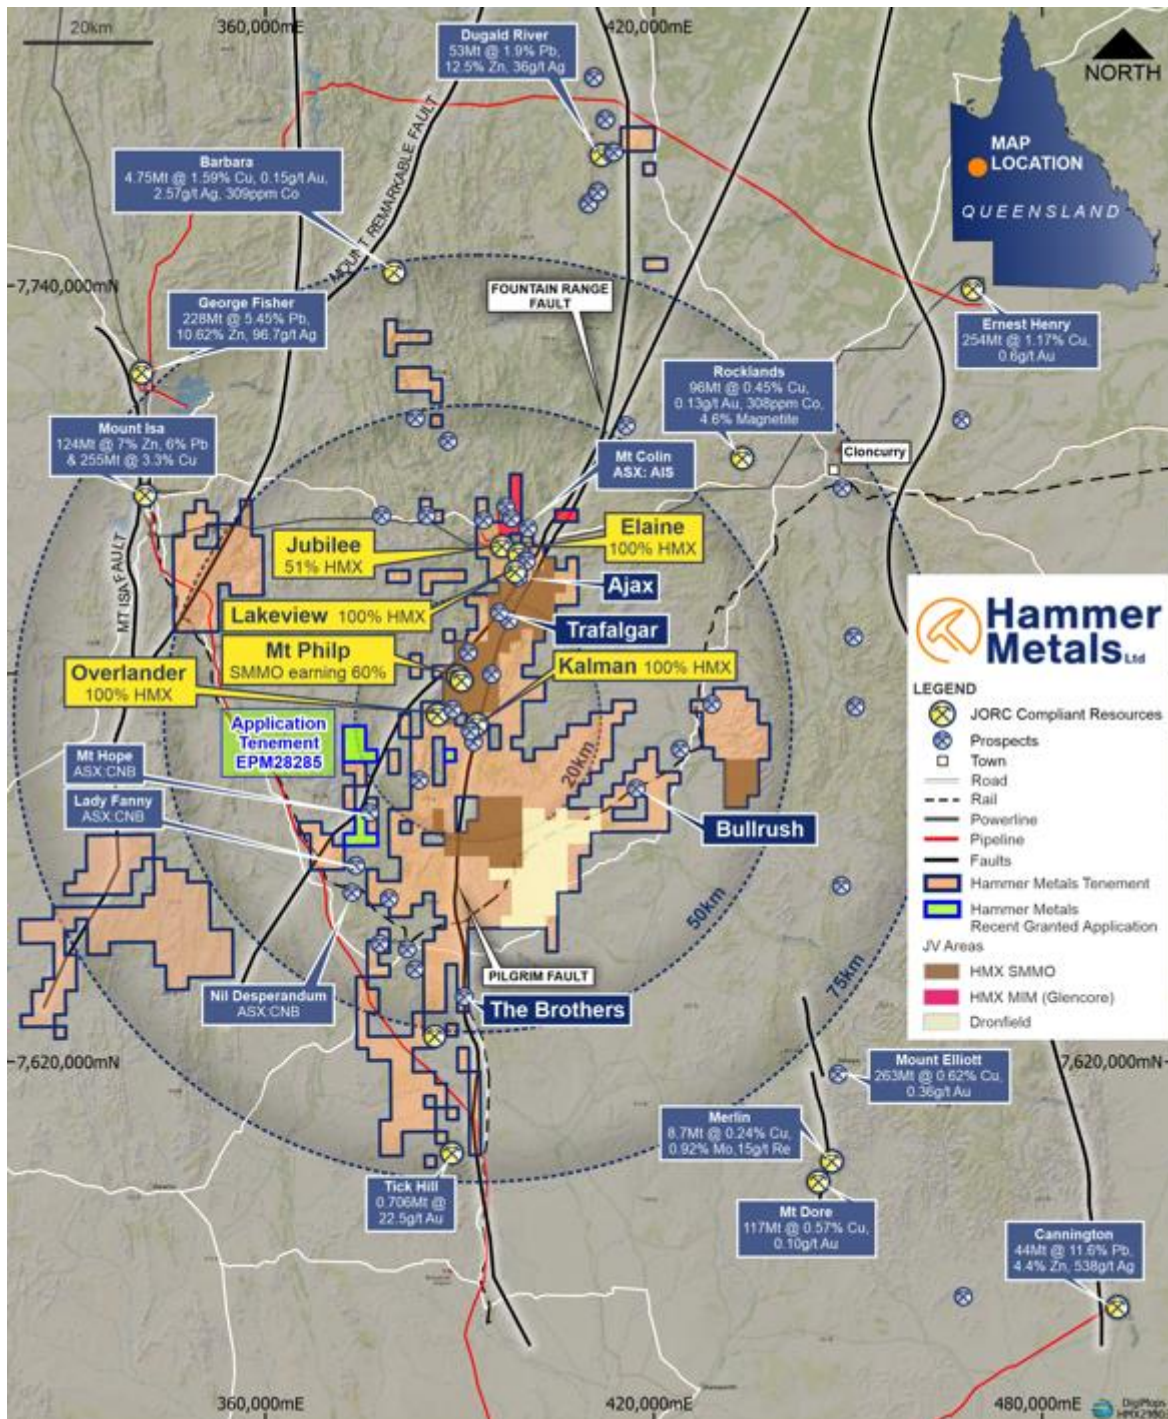 20km
360,000mE
420,000mE
Dugald River
53Mt @ 1.9% Pb,
12.5% Zn, 36g/t Ag
NORTH
MAP
LOCATION
QUEENSLAND
MOUNT REMARKABLE FAULT
Barbara
4.75Mt @ 1.59% Cu, 0.15g/t Au,
2.57g/t Ag, 309ppm Co
7,740,000mN
FOUNTAIN RANGE
FAULT
George Fisher
228Mt @ 5.45% Pb,
10.62% Zn, 96.7g/t Ag
Ernest Henry
254Mt @ 1.17% Cu,
0.6g/t Au
Rocklands
96Mt @ 0.45% Cu,
0.13g/t Au, 308ppm Co,
4.6% Magnetite
Mount Isa
124Mt @ 7% Zn, 6% Pb
& 255Mt @ 3.3% Cu
Mt Colin
ASX: AIS
Cloncurry
MT ISA FAULT
Jubilee
51% HMX
Elaine
100% HMX
Ajax
Lakeview 100% HMX
Trafalgar
Mt Philp
SMMO earning 60%
Kalman 100% HMX
Overlander
100% HMX
Application
Tenement
EPM28285
Mt Hope
ASX:CNB
Lady Fanny
ASX:CNB
20km
Bullrush
50km
75km
Nil Desperandum
ASX:CNB
PILGRIM FAULT
The Brothers
Hammer
Metals Ltd
LEGEND
JORC Compliant Resources
Prospects
Town
Road
Rail
Powerline
Pipeline
Faults
Hammer Metals Tenement
Hammer Metals
Recent Granted Application
JV Areas
HMX SMMO
HMX MIM (Glencore)
Dronfield
7,620,000mN
7,620,000mN
Mount Elliott
263Mt @ 0.62% Cu,
0.36g/t Au
Merlin
8.7Mt @ 0.24% Cu,
0.92% Mo,15g/t Re
Tick Hill
0.706Mt @
22.5g/t Au
Mt Dore
117Mt @ 0.57% Cu,
0.10g/t Au
Cannington
44Mt @ 11.6% Pb,
4.4% Zn, 538g/t Ag
360,000mE
420,000mE
480,000mE
DigiMaps